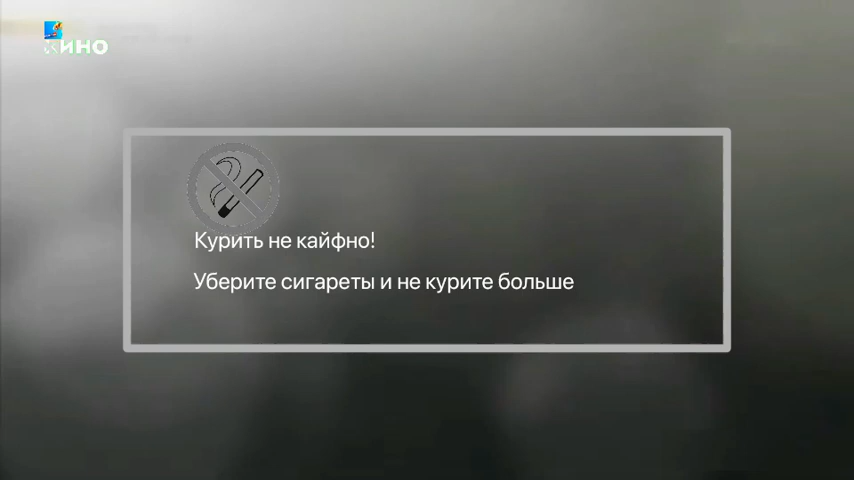 кино
Курить не кайфно!
Уберите сигареты и не курите больше